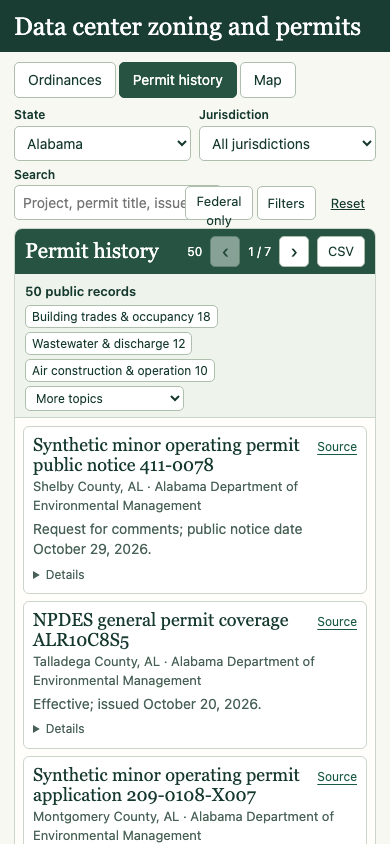 Data center zoning and permits
Ordinances
Permit history
Map
State
Jurisdiction
Alabama
All jurisdictions
Search
Project, permit title, issue
Federal only
Filters
Reset
Permit history
50
‹
1 / 7
›
CSV
50 public records
Building trades & occupancy 18
Wastewater & discharge 12
Air construction & operation 10
More topics
Synthetic minor operating permit
public notice 411-0078
Source
Shelby County, AL · Alabama Department of
Environmental Management
Request for comments; public notice date
October 29, 2026.
Details
NPDES general permit coverage
ALR10C8S5
Source
Talladega County, AL · Alabama Department of
Environmental Management
Effective; issued October 20, 2026.
Details
Synthetic minor operating permit
application 209-0108-X007
Source
Montgomery County, AL · Alabama Department of
Environmental Management